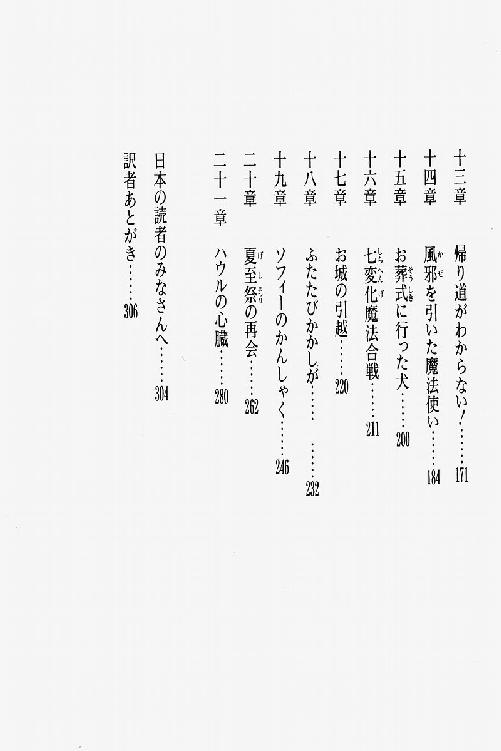 十三章 帰り道がわからない!……171
十四章 風邪を引いた魔法使い……184
十五章 お葬式に行った犬……200
十六章 七変化魔法合戦……211
十七章 お城の引越……220
十八章 ふたたびかかしが…… ……232
十九章 ソフィーのかんしゃく……246
二十章 夏至祭の再会……262
二十一章 ハウルの心臓……280
日本の読者のみなさんへ……304
訳者あとがき……306